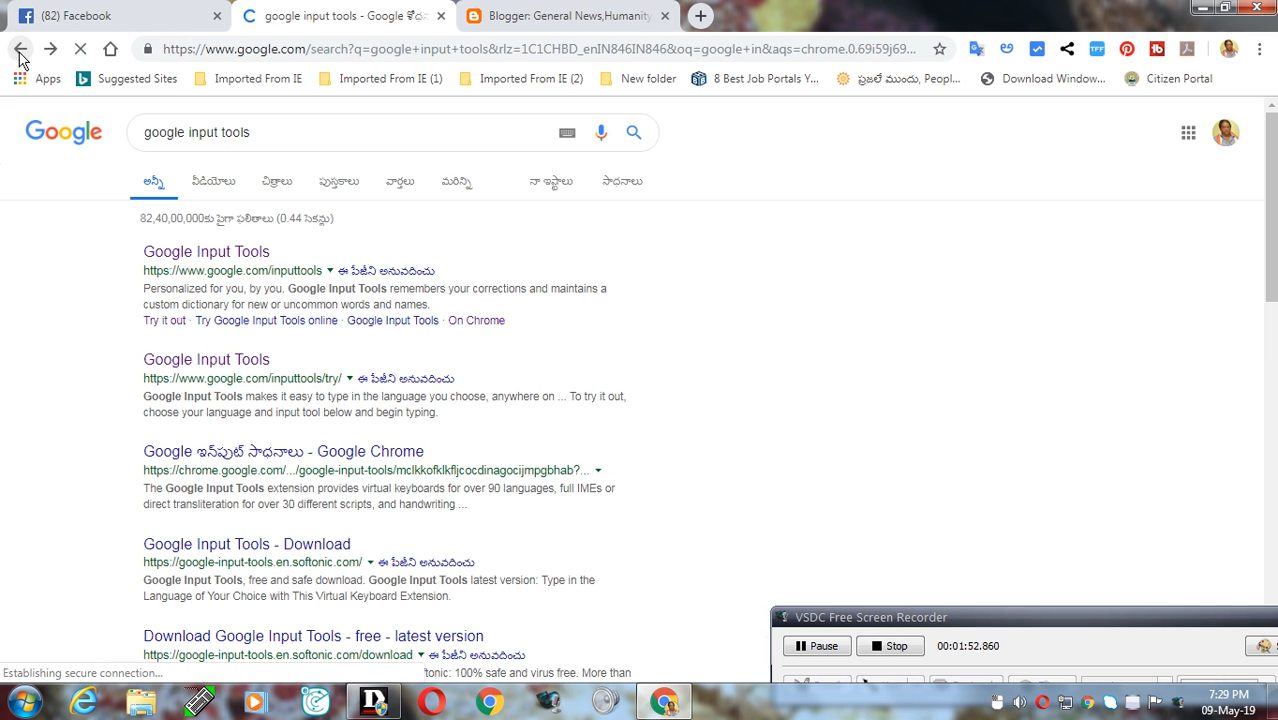 (82) Facebook
google input tools - Google శోధన
Blogger: General News,Humanity
https://www.google.com/search?q=google+input+tools&rlz=1C1CHBD_enIN846IN846&oq=google+in&aqs=chrome.0.69i59j69...
Apps
Suggested Sites
Imported From IE
Imported From IE (1)
Imported From IE (2)
New folder
8 Best Job Portals Y...
ప్రజలే ముందు, Peopl...
Download Window...
Citizen Portal
Google
google input tools
అన్నీ
వీడియోలు
చిత్రాలు
పుస్తకాలు
వార్తలు
మరిన్ని
నా ఇష్టాలు
సాధనాలు
82,40,00,000కు పైగా ఫలితాలు (0.44 సెకన్లు)
Google Input Tools
https://www.google.com/inputtools ▼ ఈ పేజీని అనువదించు
Personalized for you, by you. Google Input Tools remembers your corrections and maintains a
custom dictionary for new or uncommon words and names.
Try it out · Try Google Input Tools online · Google Input Tools · On Chrome
Google Input Tools
https://www.google.com/inputtools/try/ ▼ ఈ పేజీని అనువదించు
Google Input Tools makes it easy to type in the language you choose, anywhere on ... To try it out,
choose your language and input tool below and begin typing.
Google ఇన్‌పుట్ సాధనాలు - Google Chrome
https://chrome.google.com/.../google-input-tools/mclkkofklkfljcocdinagocijmpgbhab?... ▼
The Google Input Tools extension provides virtual keyboards for over 90 languages, full IMEs or
direct transliteration for over 30 different scripts, and handwriting ...
Google Input Tools - Download
https://google-input-tools.en.softonic.com/ ▼ ఈ పేజీని అనువదించు
Google Input Tools, free and safe download. Google Input Tools latest version: Type in the
Language of Your Choice with This Virtual Keyboard Extension.
Download Google Input Tools - free - latest version
https://google-input-tools.en.softonic.com/download ▼ ఈ పేజీని అనువదించు
tonic: 100% safe and virus free. More than
Establishing secure connection...
VSDC Free Screen Recorder
Pause
Stop
00:01:52.860
7:29 PM
09-May-19